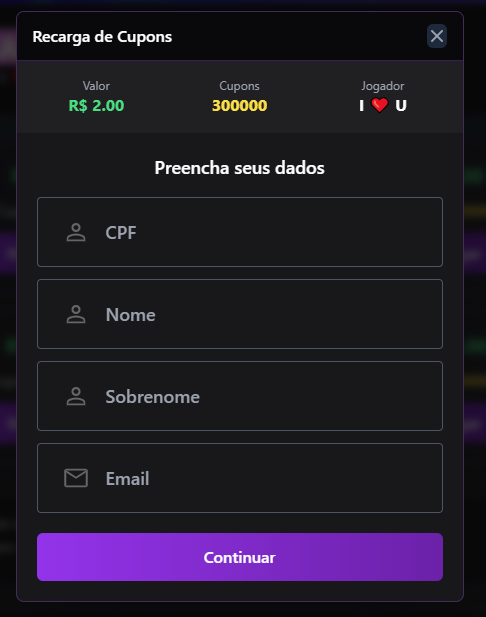 Recarga de Cupons
Valor
Cupons
Jogador
R$ 2.00
300000
I ❤️ U
Preencha seus dados
CPF
Nome
Sobrenome
Email
Continuar